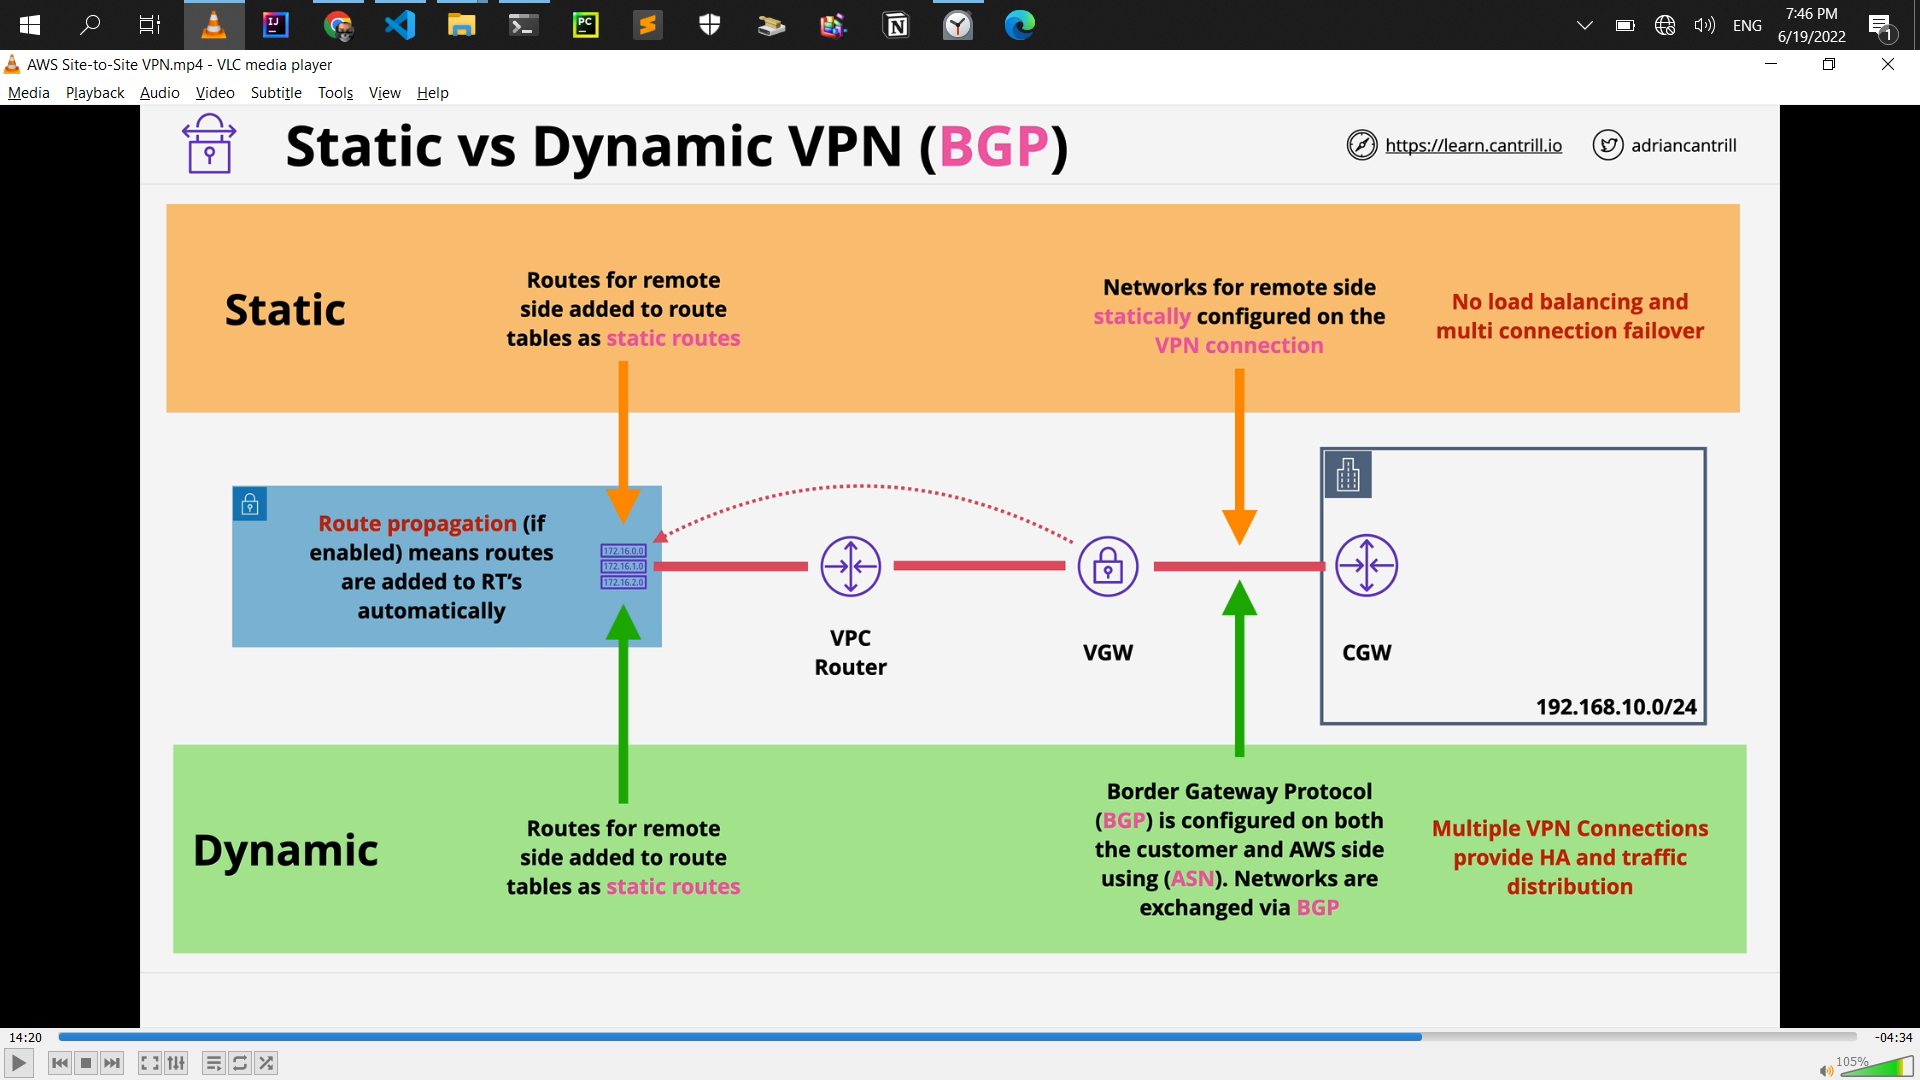 7:46 PM
ENG
6/19/2022
1
AWS Site-to-Site VPN.mp4 - VLC media player
Media Playback Audio Video Subtitle Tools View Help
Static vs Dynamic VPN (BGP)
https://learn.cantrill.io
adriancantrill
Static
Routes for remote
side added to route
tables as static routes
Networks for remote side
statically configured on the
VPN connection
No load balancing and
multi connection failover
Route propagation (if
enabled) means routes
are added to RT's
automatically
172.16.0.0
172.16.1.0
172.16.2.0
VPC
Router
VGW
CGW
192.168.10.0/24
Dynamic
Routes for remote
side added to route
tables as static routes
Border Gateway Protocol
(BGP) is configured on both
the customer and AWS side
using (ASN). Networks are
exchanged via BGP
Multiple VPN Connections
provide HA and traffic
distribution
14:20
-04:34
105%
IJ
PC